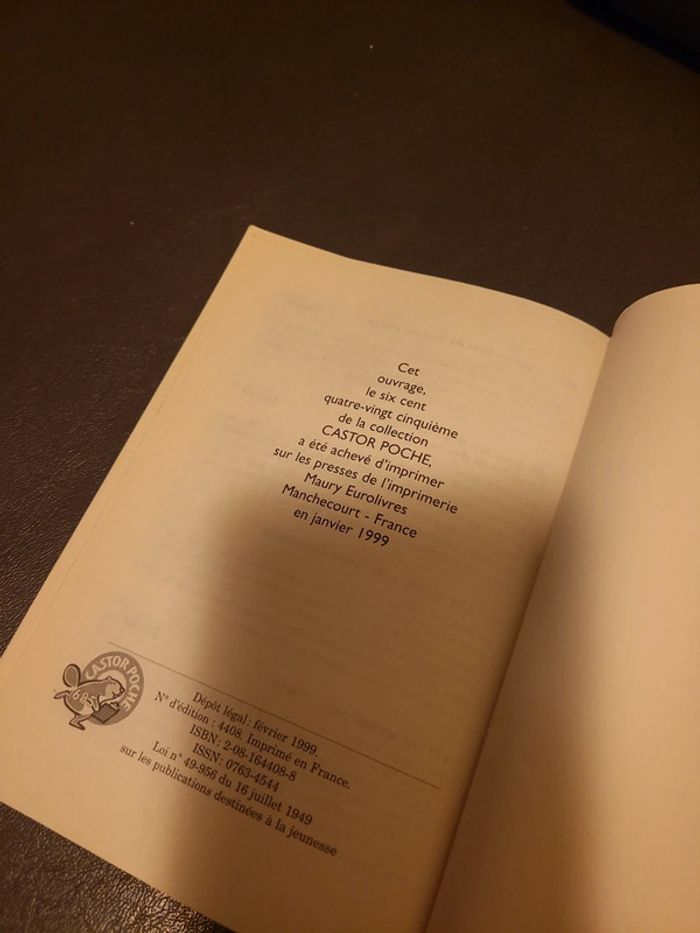 Cet
ouvrage,
le six cent
quatre-vingt cinquième
de la collection
CASTOR POCHE,
a été achevé d'imprimer
sur les presses de l'imprimerie
Maury Eurolivres
Manchecourt - France
en janvier 1999
CASTOR POCHE
685
Dépôt légal : février 1999.
N° d'édition : 4408. Imprimé en France.
ISBN : 2-08-164408-8
ISSN : 0763-4544
Loi n° 49-956 du 16 juillet 1949
sur les publications destinées à la jeunesse